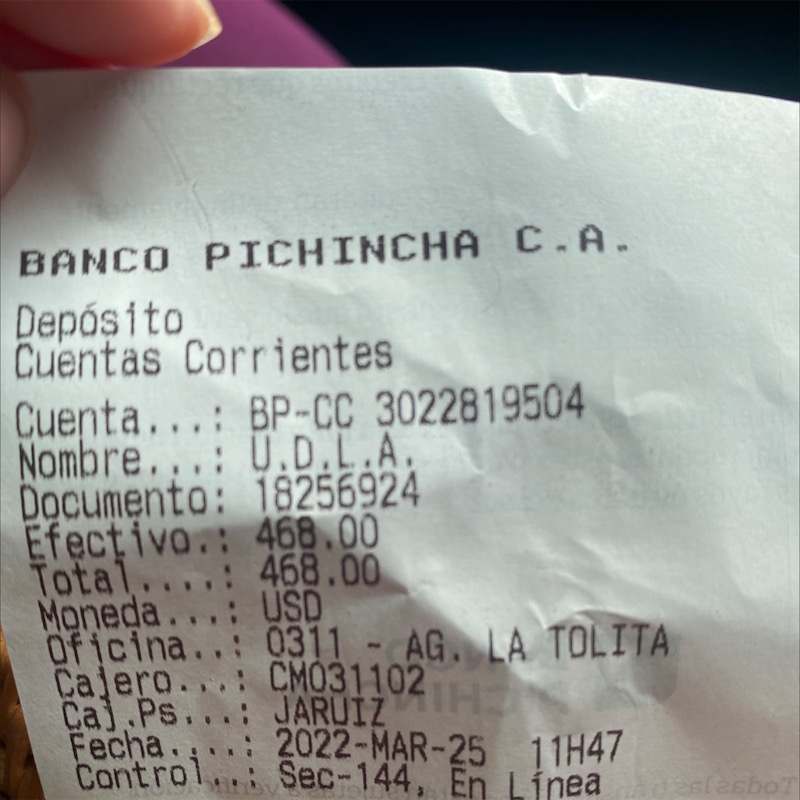 BANCO PICHINCHA C.A.
Depósito
Cuentas Corrientes
Cuenta...: BP-CC 3022819504
Nombre...: U.D.L.A.
Documento: 18256924
Efectivo.: 468.00
Total....: 468.00
Moneda...: USD
Oficina..: 0311 - AG. LA TOLITA
Cajero...: CM031102
Caj.Ps...: JARUIZ
Fecha....: 2022-MAR-25 11H47
Control..: Sec-144, En Línea